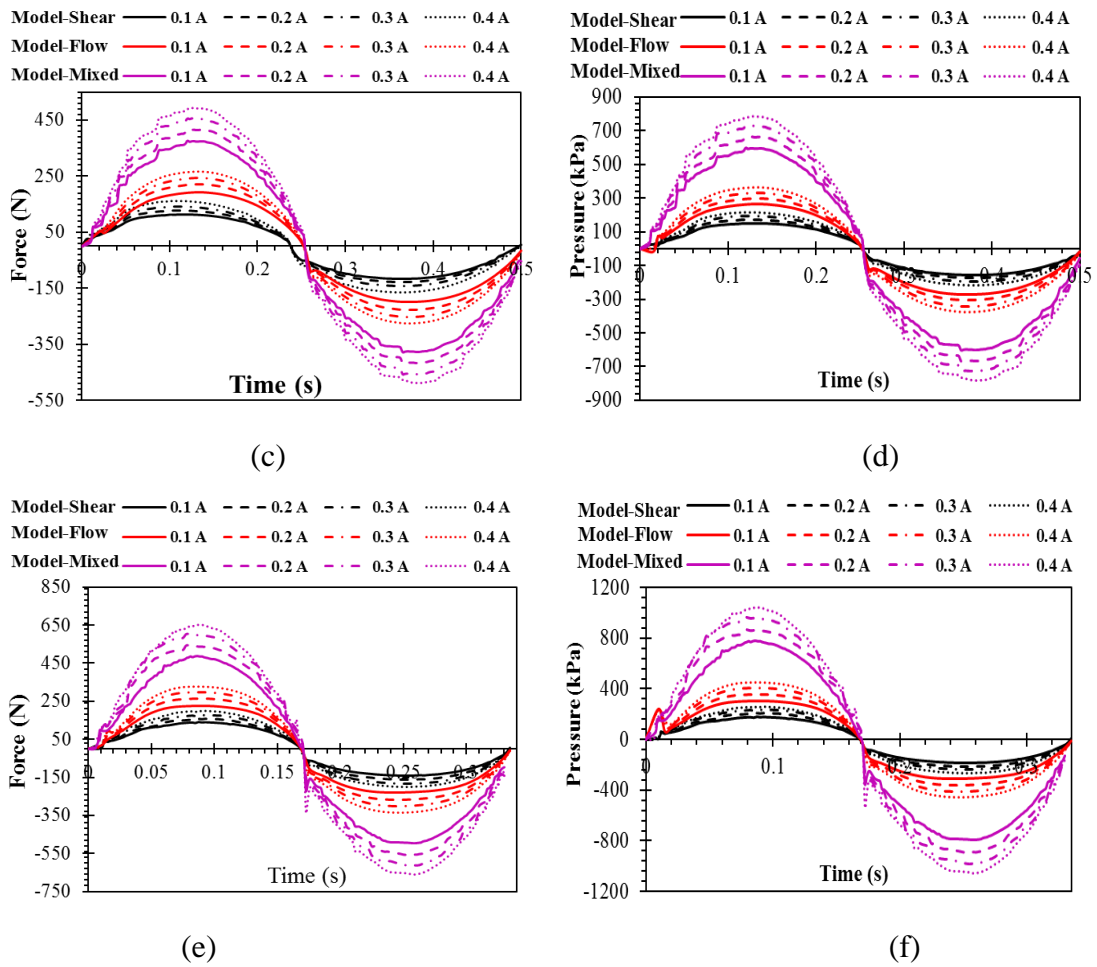 Model-Shear 0.1 A 0.2 A 0.3 A 0.4 A
Model-Flow 0.1 A 0.2 A 0.3 A 0.4 A
Model-Mixed 0.1 A 0.2 A 0.3 A 0.4 A
450
250
50
-150
-350
-550
Force (N)
0 0.1 0.2 0.3 0.4 0.5
Time (s)
(c)
Model-Shear 0.1 A 0.2 A 0.3 A 0.4 A
Model-Flow 0.1 A 0.2 A 0.3 A 0.4 A
Model-Mixed 0.1 A 0.2 A 0.3 A 0.4 A
900
700
500
300
100
-100
-300
-500
-700
-900
Pressure (kPa)
0 0.1 0.2 0.3 0.4 0.5
Time (s)
(d)
Model-Shear 0.1 A 0.2 A 0.3 A 0.4 A
Model-Flow 0.1 A 0.2 A 0.3 A 0.4 A
Model-Mixed 0.1 A 0.2 A 0.3 A 0.4 A
850
650
450
250
50
-150
-350
-550
-750
Force (N)
0 0.05 0.1 0.15 0.2
Time (s)
(e)
Model-Shear 0.1 A 0.2 A 0.3 A 0.4 A
Model-Flow 0.1 A 0.2 A 0.3 A 0.4 A
Model-Mixed 0.1 A 0.2 A 0.3 A 0.4 A
1200
800
400
0
-400
-800
-1200
Pressure (kPa)
0 0.1
Time (s)
(f)